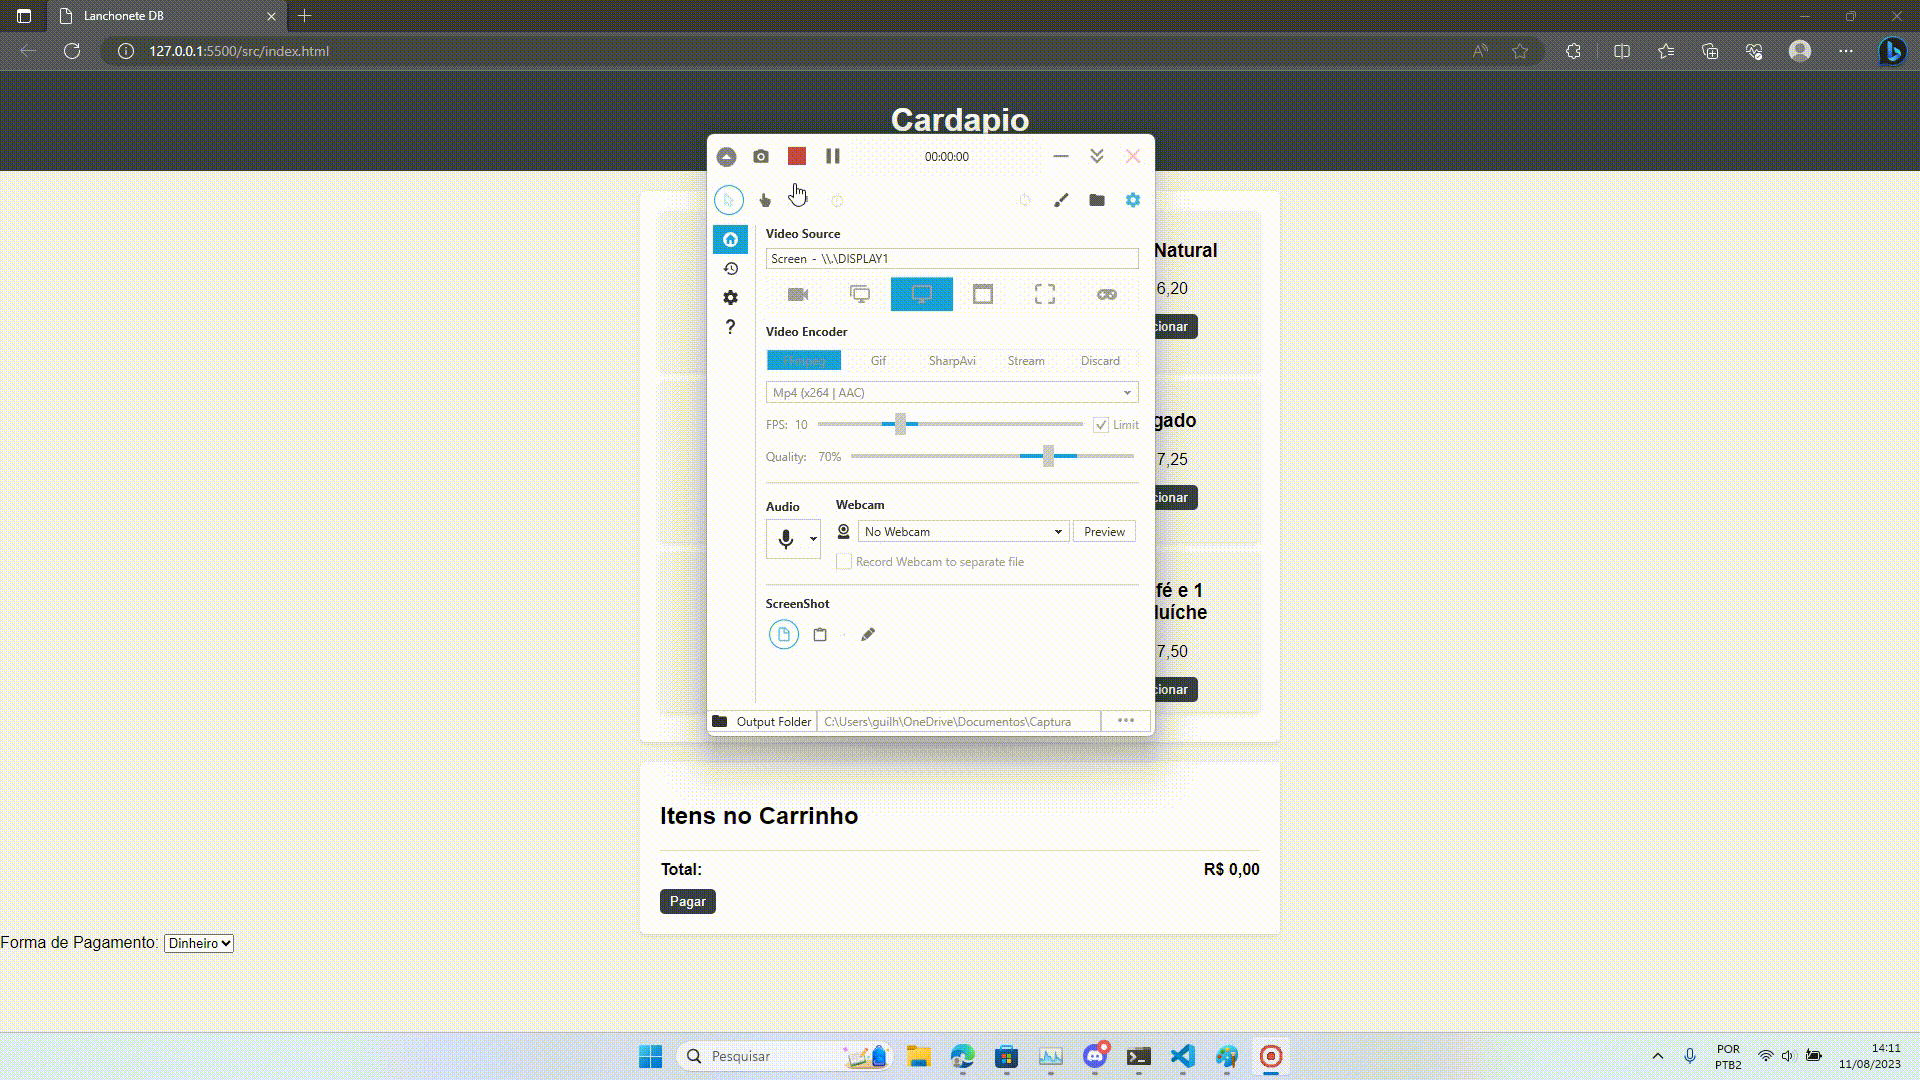 Lanchonete DB
127.0.0.1:5500/src/index.html
Cardapio
00:00:00
Video Source
Screen - \\.\DISPLAY1
Video Encoder
FFmpeg Gif SharpAvi Stream Discard
Mp4 (x264 | AAC)
FPS: 10 Limit
Quality: 70%
Audio Webcam
No Webcam Preview
Record Webcam to separate file
ScreenShot
Output Folder C:\Users\guilh\OneDrive\Documentos\Captura
Natural
6,20
cionar
gado
7,25
cionar
fé e 1
luíche
7,50
cionar
Itens no Carrinho
Total: R$ 0,00
Pagar
Forma de Pagamento: Dinheiro
Pesquisar
POR
PTB2
14:11
11/08/2023